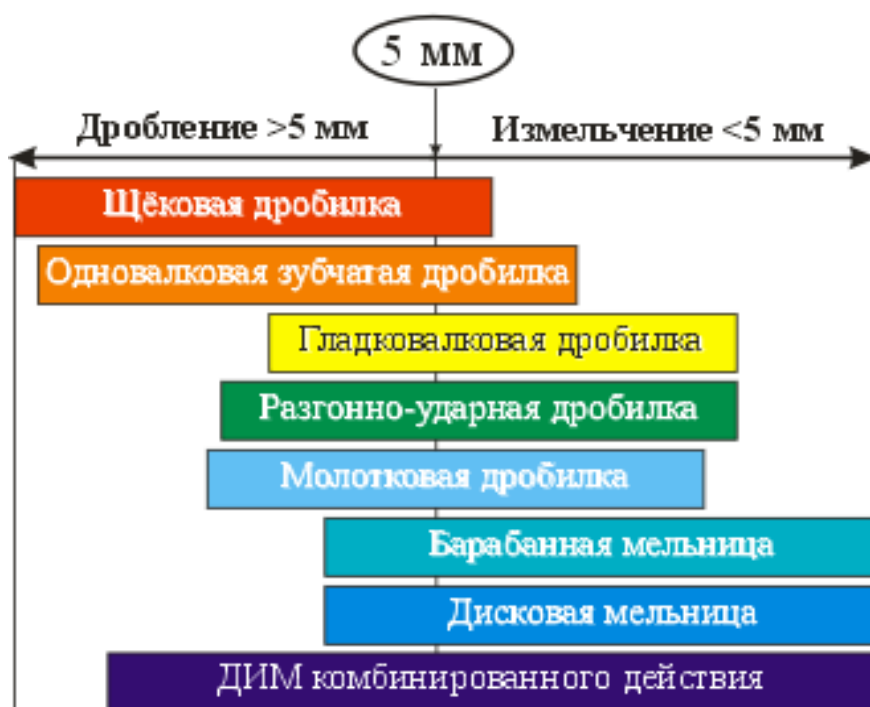 5 мм
Дробление >5 мм
Измельчение <5 мм
Щёковая дробилка
Одновалковая зубчатая дробилка
Гладковалковая дробилка
Разгонно-ударная дробилка
Молотковая дробилка
Барабанная мельница
Дисковая мельница
ДИМ комбинированного действия